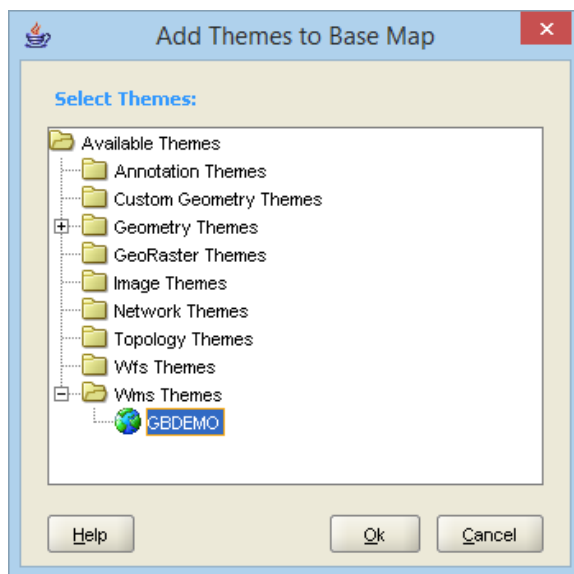 Add Themes to Base Map
Select Themes:
Available Themes
Annotation Themes
Custom Geometry Themes
Geometry Themes
GeoRaster Themes
Image Themes
Network Themes
Topology Themes
Wfs Themes
Wms Themes
GBDEMO
Help Ok Cancel